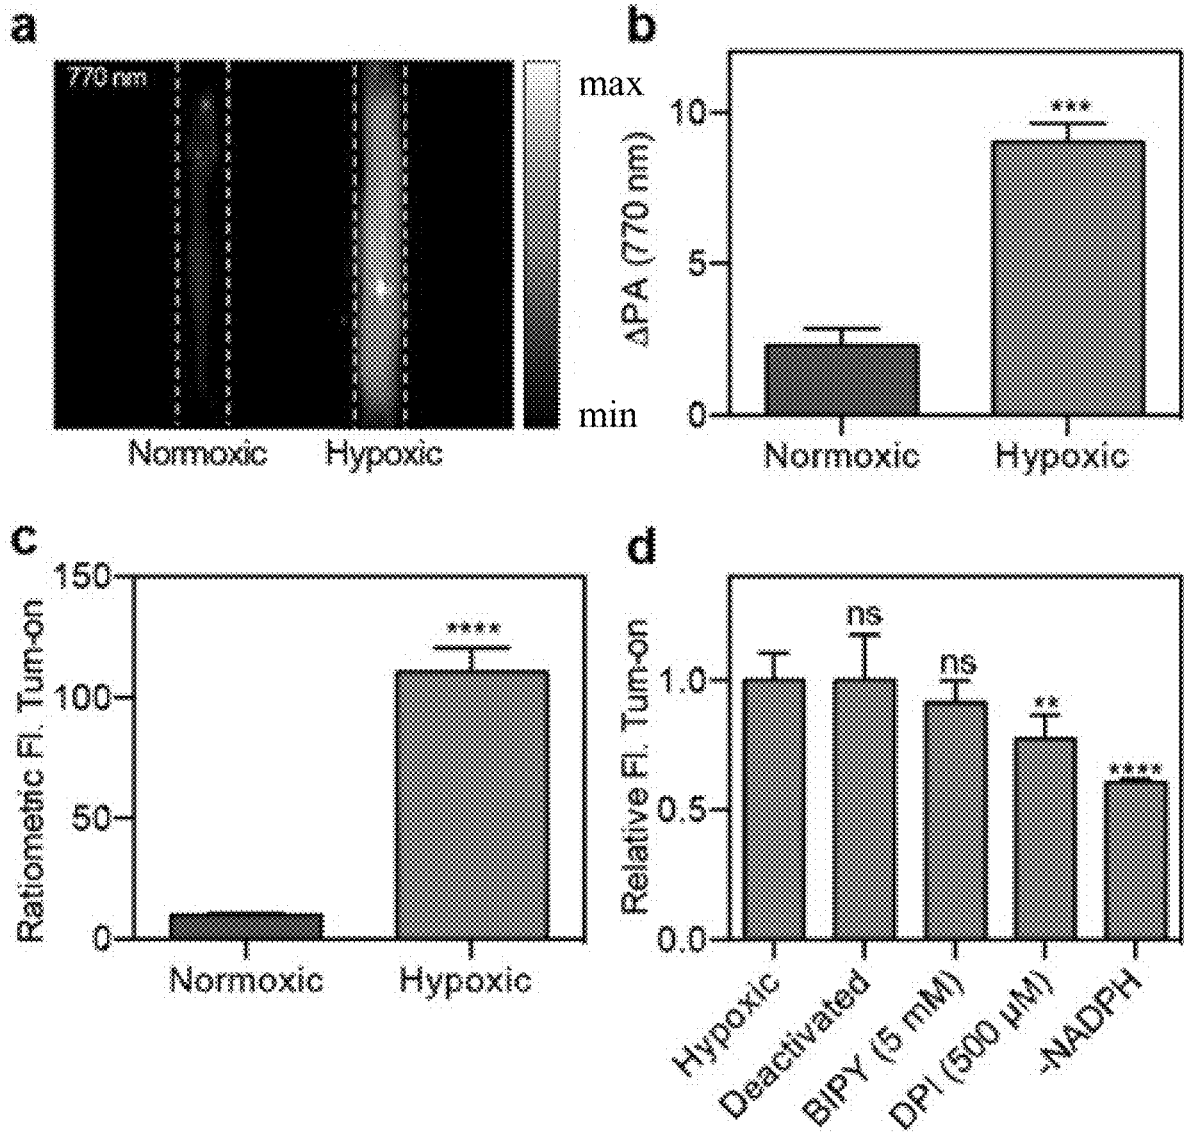 a
770 nm
max
min
Normoxic Hypoxic
b
ΔPA (770 nm)
10
5
0
***
Normoxic Hypoxic
c
Ratiometric Fl. Turn-on
150
100
50
0
****
Normoxic Hypoxic
d
Relative Fl. Turn-on
1.0
0.5
0.0
ns
ns
**
****
Hypoxic
Deactivated
BIPY (5 mM)
DPI (500 µM)
-NADPH